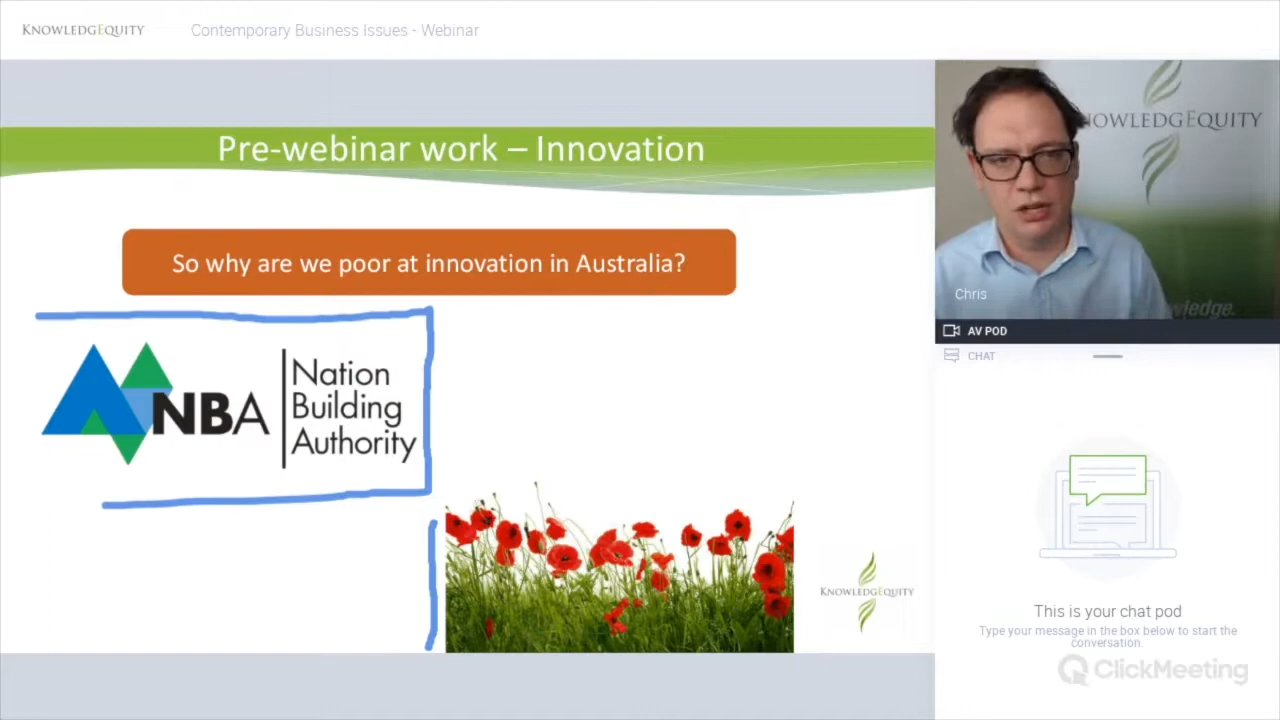 KNOWLEDGEQUITY
Contemporary Business Issues - Webinar
Pre-webinar work – Innovation
So why are we poor at innovation in Australia?
NBA
Nation
Building
Authority
KNOWLEDGEQUITY
NOWLEDGEQUITY
wledge.
Chris
AV POD
CHAT
This is your chat pod
Type your message in the box below to start the
conversation.
ClickMeeting